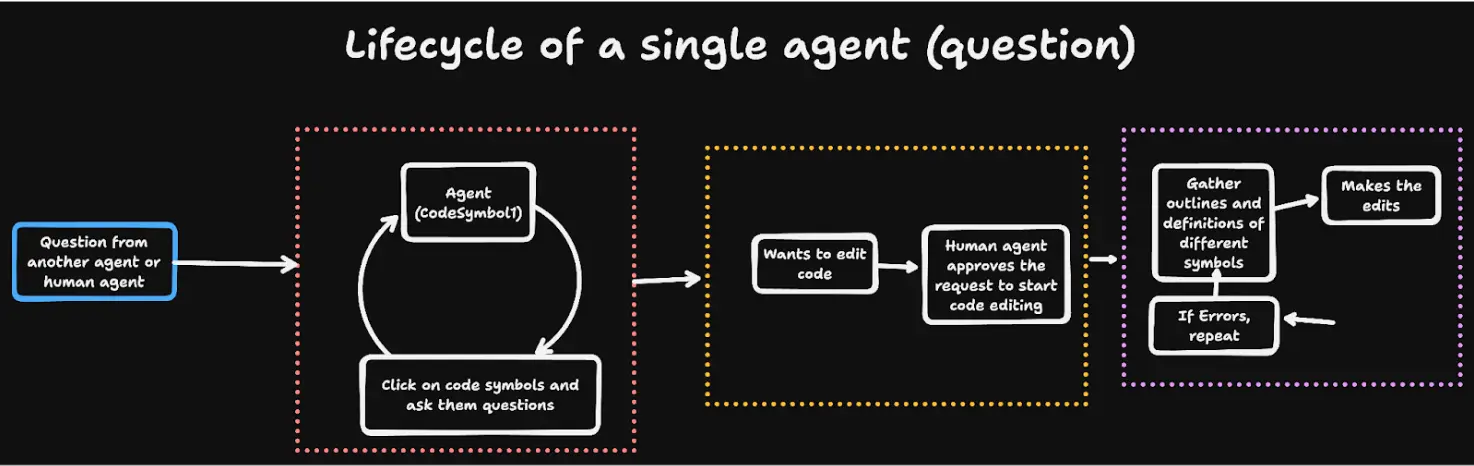 Lifecycle of a single agent (question)
Question from
another agent or
human agent
Agent
(CodeSymbol1)
Click on code symbols and
ask them questions
Wants to edit
code
Human agent
approves the
request to start
code editing
Gather
outlines and
definitions of
different
symbols
Makes the
edits
If Errors,
repeat